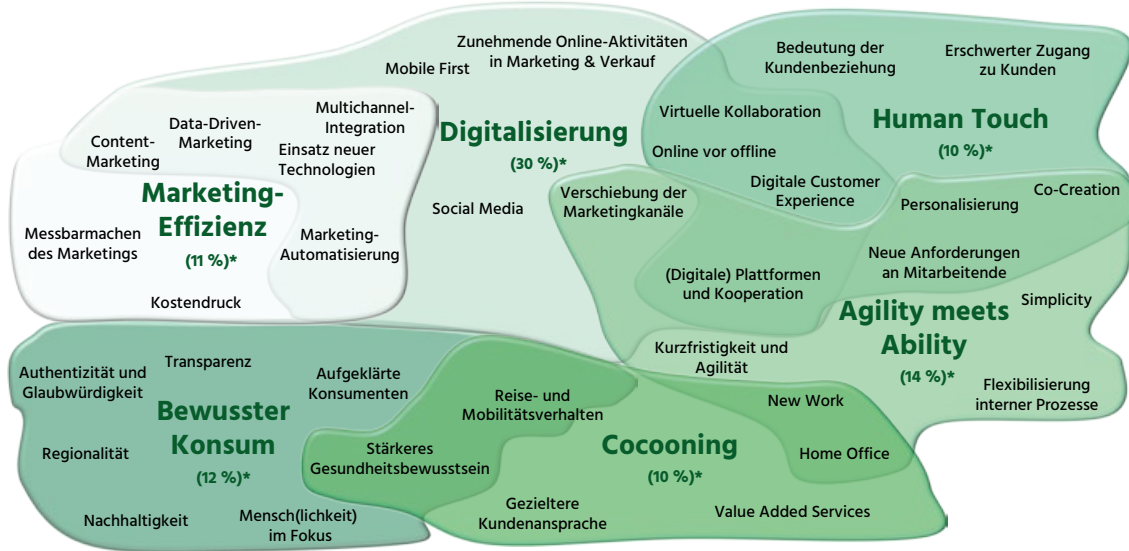 Zunehmende Online-Aktivitäten
in Marketing & Verkauf
Mobile First
Multichannel-
Integration
Data-Driven-
Marketing
Content-
Marketing
Einsatz neuer
Technologien
Digitalisierung
(30 %)*
Social Media
Marketing-
Effizienz
(11 %)*
Messbarmachen
des Marketings
Marketing-
Automatisierung
Kostendruck
Bedeutung der
Kundenbeziehung
Erschwerter Zugang
zu Kunden
Virtuelle Kollaboration
Human Touch
(10 %)*
Online vor offline
Digitale Customer
Experience
Verschiebung der
Marketingkanäle
Personalisierung
Co-Creation
Neue Anforderungen
an Mitarbeitende
(Digitale) Plattformen
und Kooperation
Simplicity
Agility meets
Ability
(14 %)*
Kurzfristigkeit und
Agilität
Flexibilisierung
interner Prozesse
Transparenz
Authentizität und
Glaubwürdigkeit
Aufgeklärte
Konsumenten
Bewusster
Konsum
(12 %)*
Regionalität
Nachhaltigkeit
Mensch(lichkeit)
im Fokus
Reise- und
Mobilitätsverhalten
Stärkeres
Gesundheitsbewusstsein
New Work
Cocooning
(10 %)*
Home Office
Gezieltere
Kundenansprache
Value Added Services